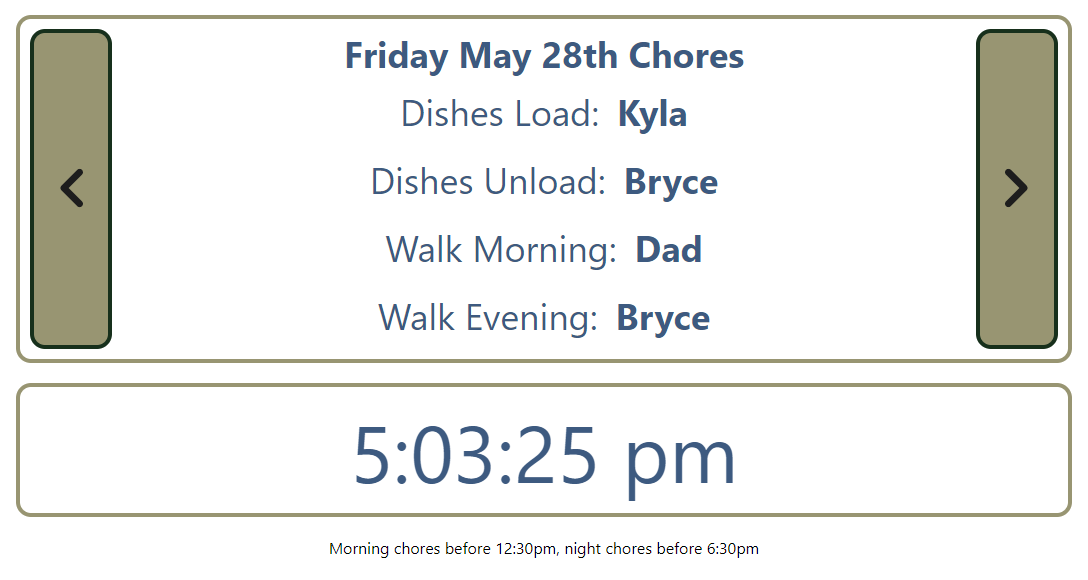 Friday May 28th Chores
Dishes Load: Kyla
Dishes Unload: Bryce
Walk Morning: Dad
Walk Evening: Bryce
5:03:25 pm
Morning chores before 12:30pm, night chores before 6:30pm